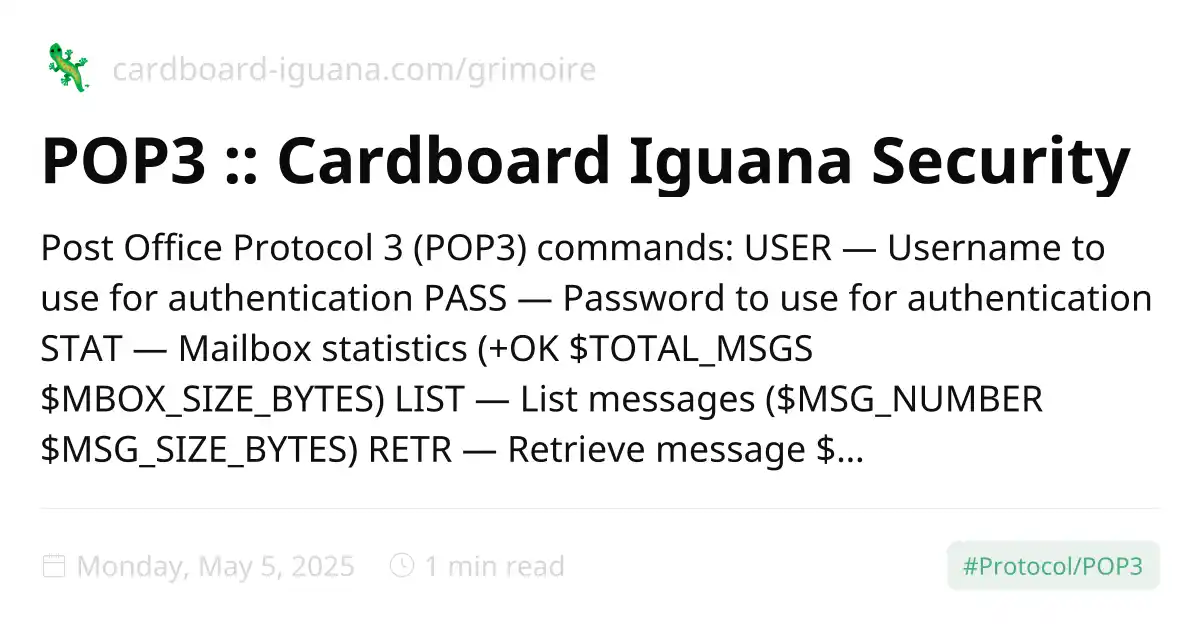 cardboard-iguana.com/grimoire
POP3 :: Cardboard Iguana Security
Post Office Protocol 3 (POP3) commands: USER — Username to
use for authentication PASS — Password to use for authentication
STAT — Mailbox statistics (+OK $TOTAL_MSGS
$MBOX_SIZE_BYTES) LIST — List messages ($MSG_NUMBER
$MSG_SIZE_BYTES) RETR — Retrieve message $...
Monday, May 5, 2025 1 min read #Protocol/POP3